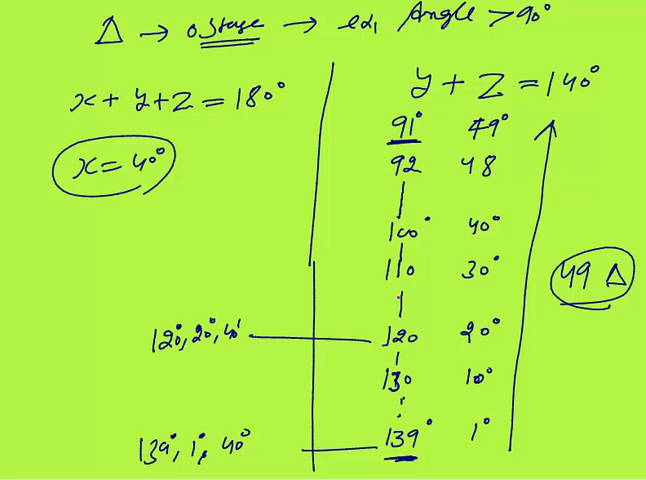 Δ → obtuse → Angle > 90°
x + y + z = 180°
x = 40°
y + z = 140°
91° 49°
92 48
100° 40°
110 30°
120°, 20°, 40° 120 20°
130 10°
139°, 1°, 40° 139° 1°
49 Δ